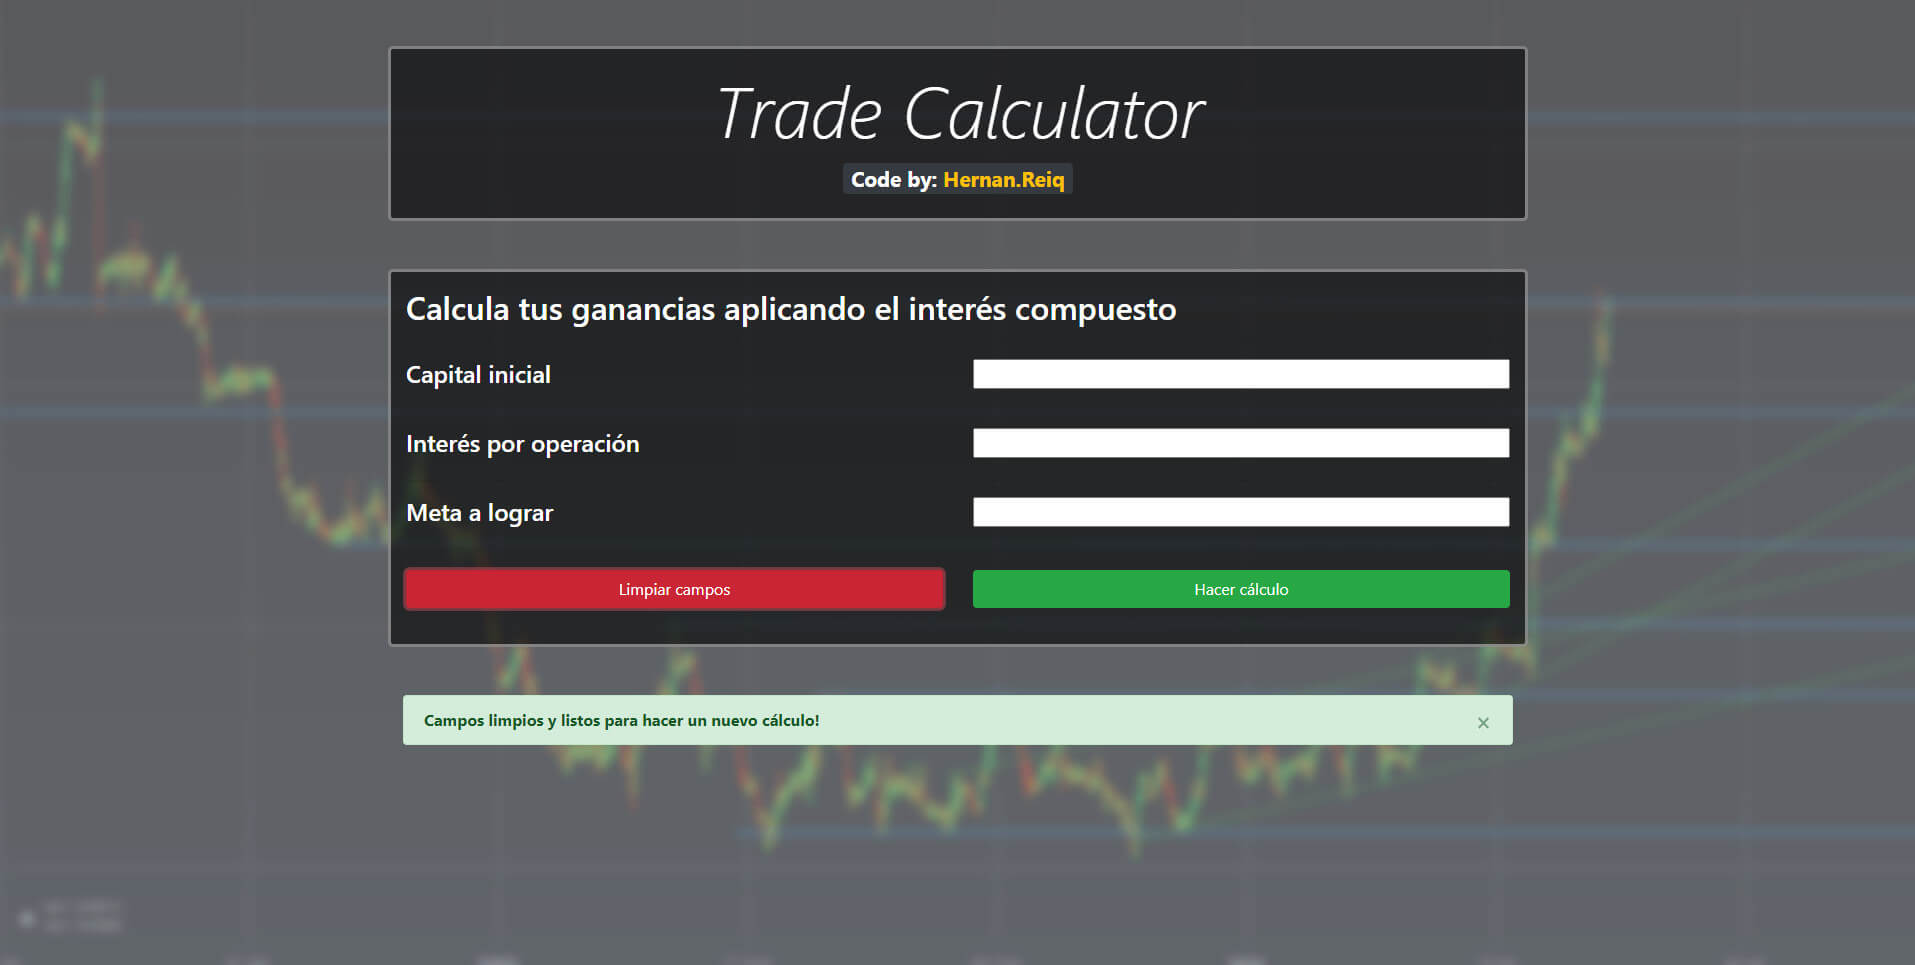 Trade Calculator
Code by: Hernan.Reiq
Calcula tus ganancias aplicando el interés compuesto
Capital inicial
Interés por operación
Meta a lograr
Limpiar campos
Hacer cálculo
Campos limpios y listos para hacer un nuevo cálculo!
×